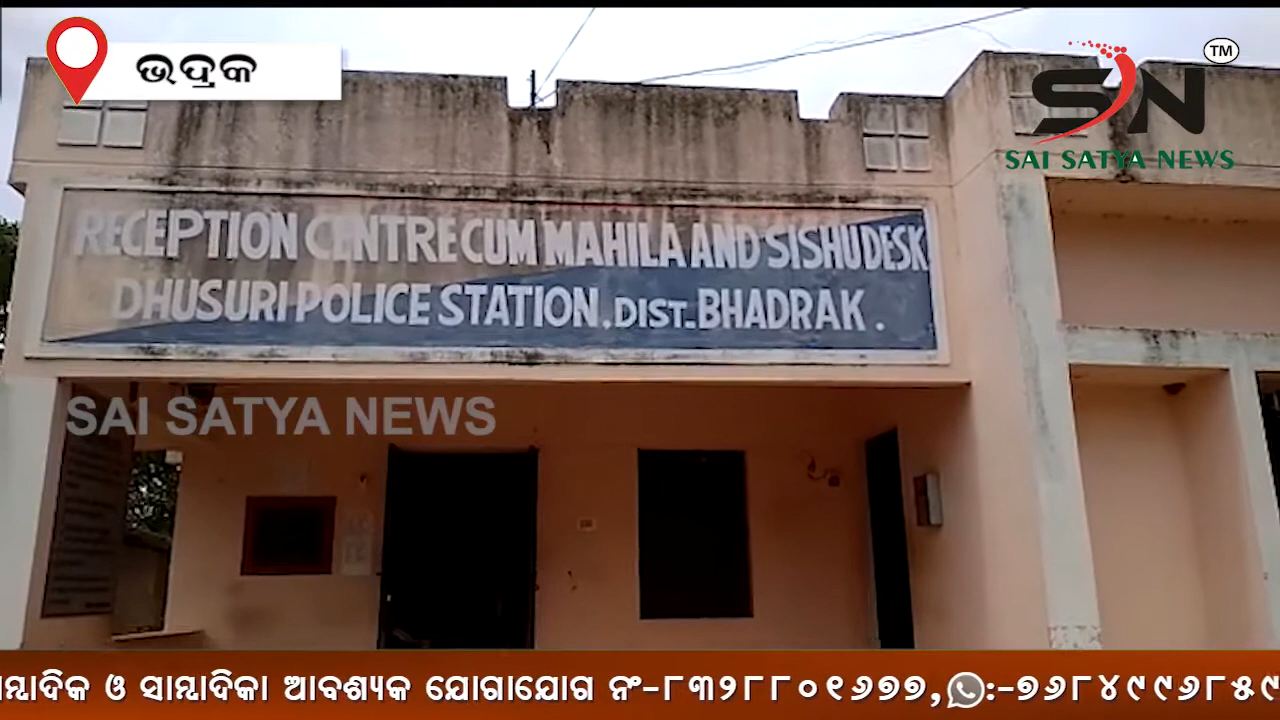 ଭଦ୍ରକ
SN
TM
SAI SATYA NEWS
RECEPTION CENTRE CUM MAHILA AND SISHU DESK
DHUSURI POLICE STATION, DIST-BHADRAK.
SAI SATYA NEWS
ସାମ୍ବାଦିକା ଆବଶ୍ୟକ ଯୋଗାଯୋଗ ନଂ-୮୩୨୮୮୦୧୬୭୭, :-୭୬୮୪୯୯୬୮୫୯